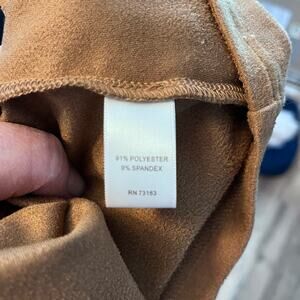 91% POLYESTER
9% SPANDEX
RN 73163